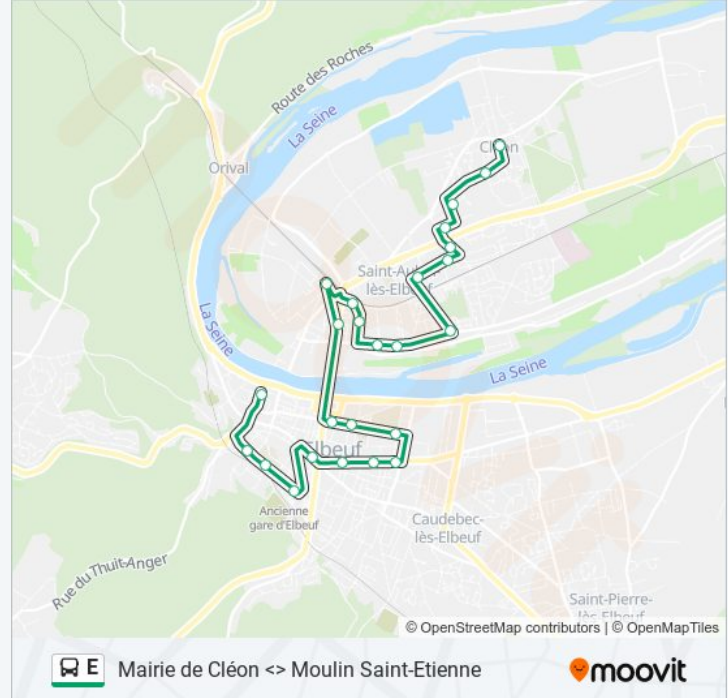 Route des Roches
La Seine
Cléon
Orival
Saint-Aubin-
lès-Elbeuf
La Seine
La Seine
Elbeuf
Ancienne
gare d'Elbeuf
Caudebec-
lès-Elbeuf
Rue du Thuit-Anger
Saint-Pierre-
lès-Elbeuf
© OpenStreetMap contributors | © OpenMapTiles
E Mairie de Cléon <> Moulin Saint-Etienne
moovit